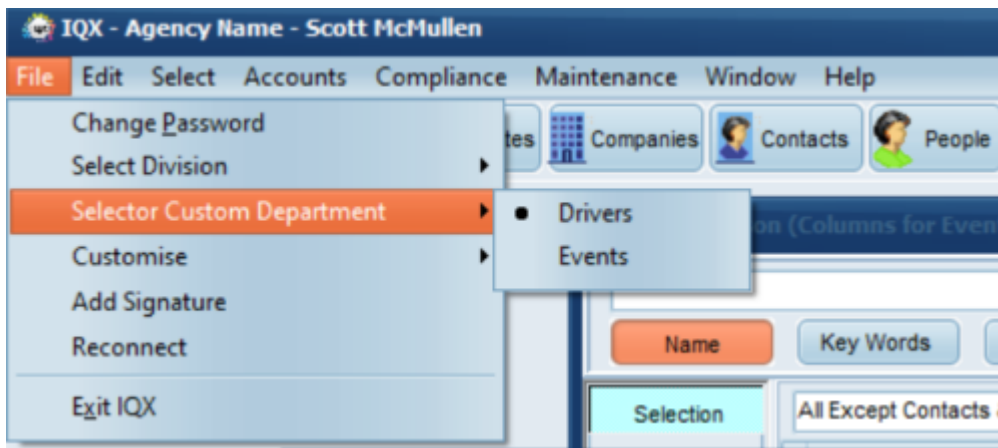 IQX - Agency Name - Scott McMullen
File Edit Select Accounts Compliance Maintenance Window Help
Change Password
Companies Contacts People
Select Division
Selector Custom Department
Drivers
(Columns for Even
Customise
Events
Add Signature
Reconnect
Name Key Words
Exit IQX
Selection All Except Contacts